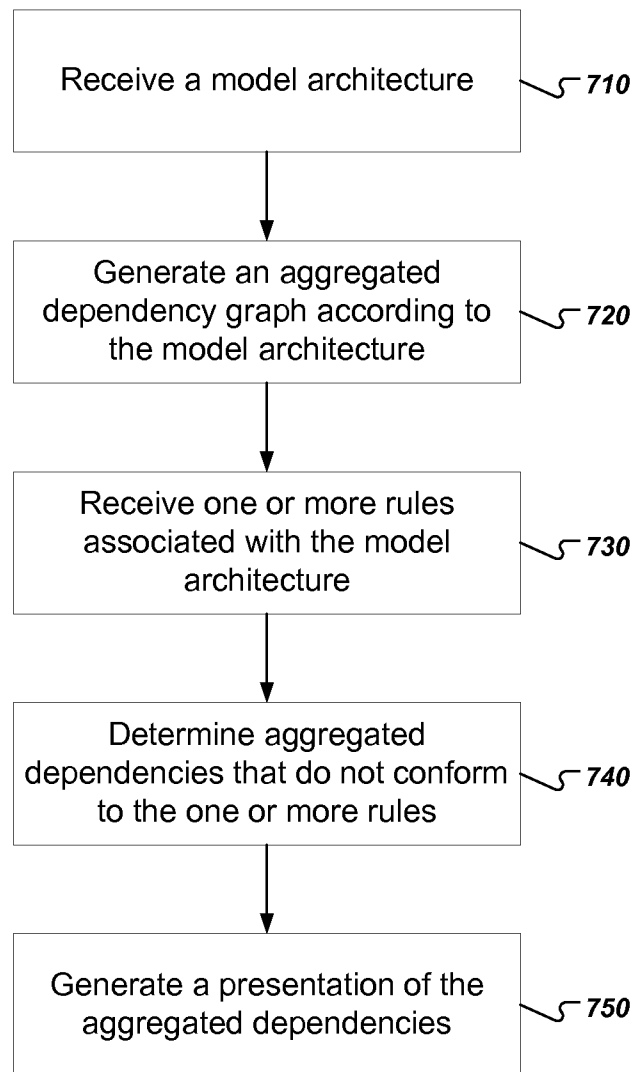 Receive a model architecture
710
Generate an aggregated
dependency graph according to
the model architecture
720
Receive one or more rules
associated with the model
architecture
730
Determine aggregated
dependencies that do not conform
to the one or more rules
740
Generate a presentation of the
aggregated dependencies
750